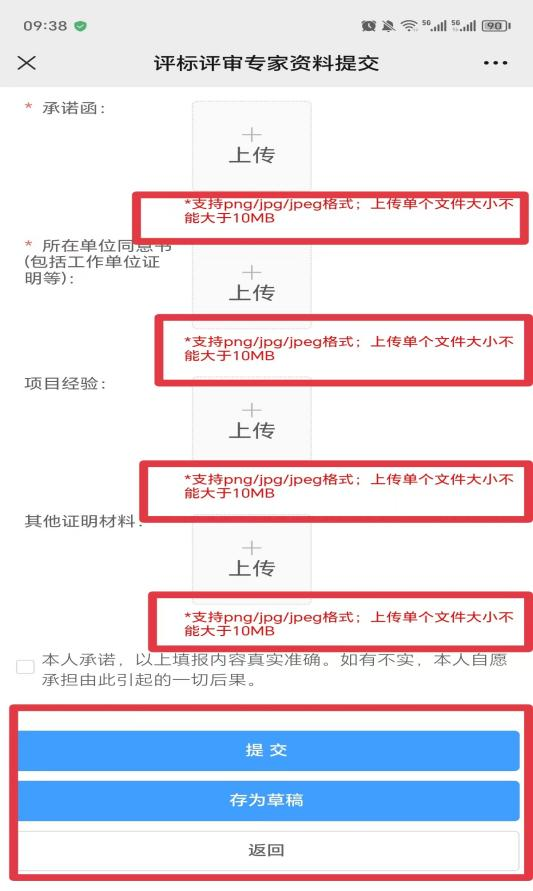 09:38
5G 5G 90
评标评审专家资料提交
* 承诺函:
上传
*支持png/jpg/jpeg格式；上传单个文件大小不
能大于10MB
* 所在单位同意书
(包括工作单位证
明等):
上传
*支持png/jpg/jpeg格式；上传单个文件大小不
能大于10MB
项目经验:
上传
*支持png/jpg/jpeg格式；上传单个文件大小不
能大于10MB
其他证明材料:
上传
*支持png/jpg/jpeg格式；上传单个文件大小不
能大于10MB
本人承诺，以上填报内容真实准确。如有不实，本人自愿
承担由此引起的一切后果。
提 交
存为草稿
返回